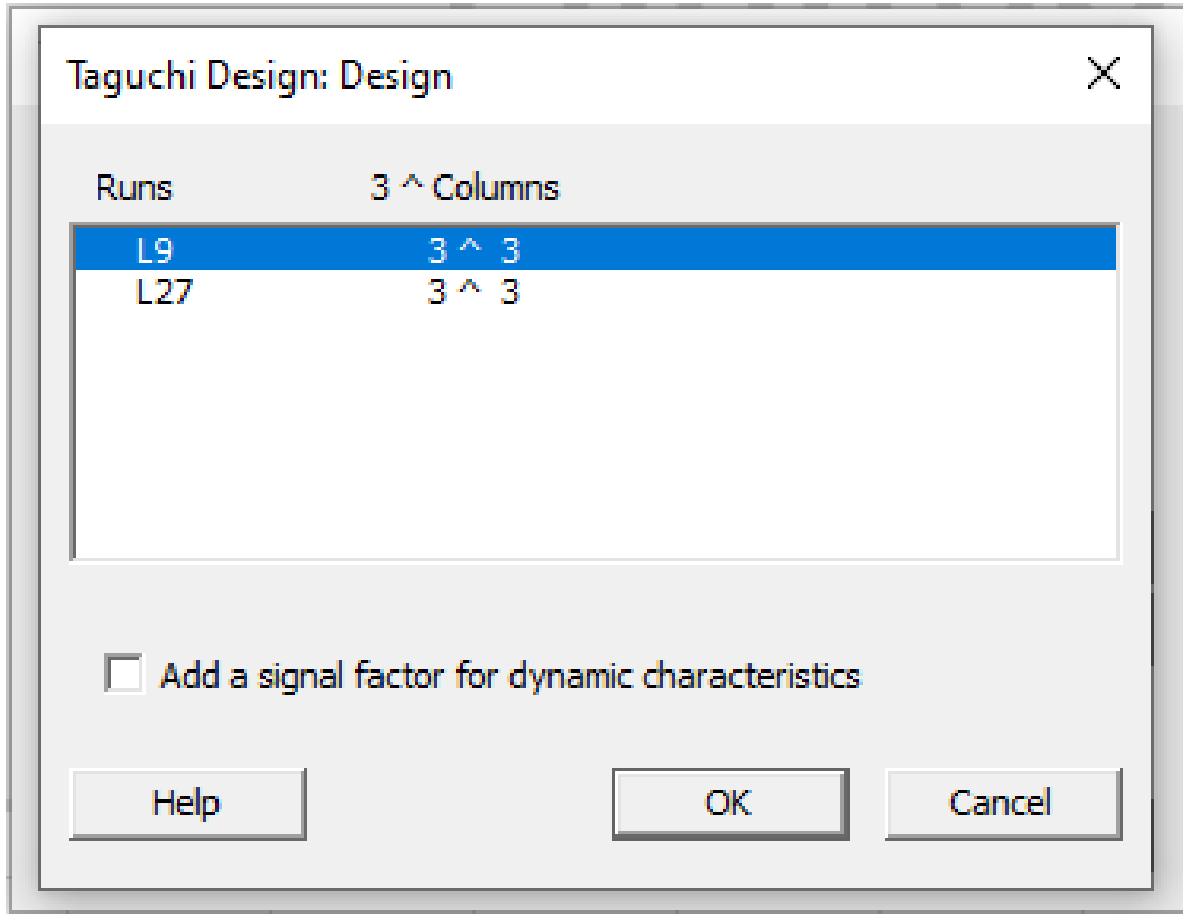 Taguchi Design: Design
Runs 3 ^ Columns
L9 3 ^ 3
L27 3 ^ 3
Add a signal factor for dynamic characteristics
Help OK Cancel